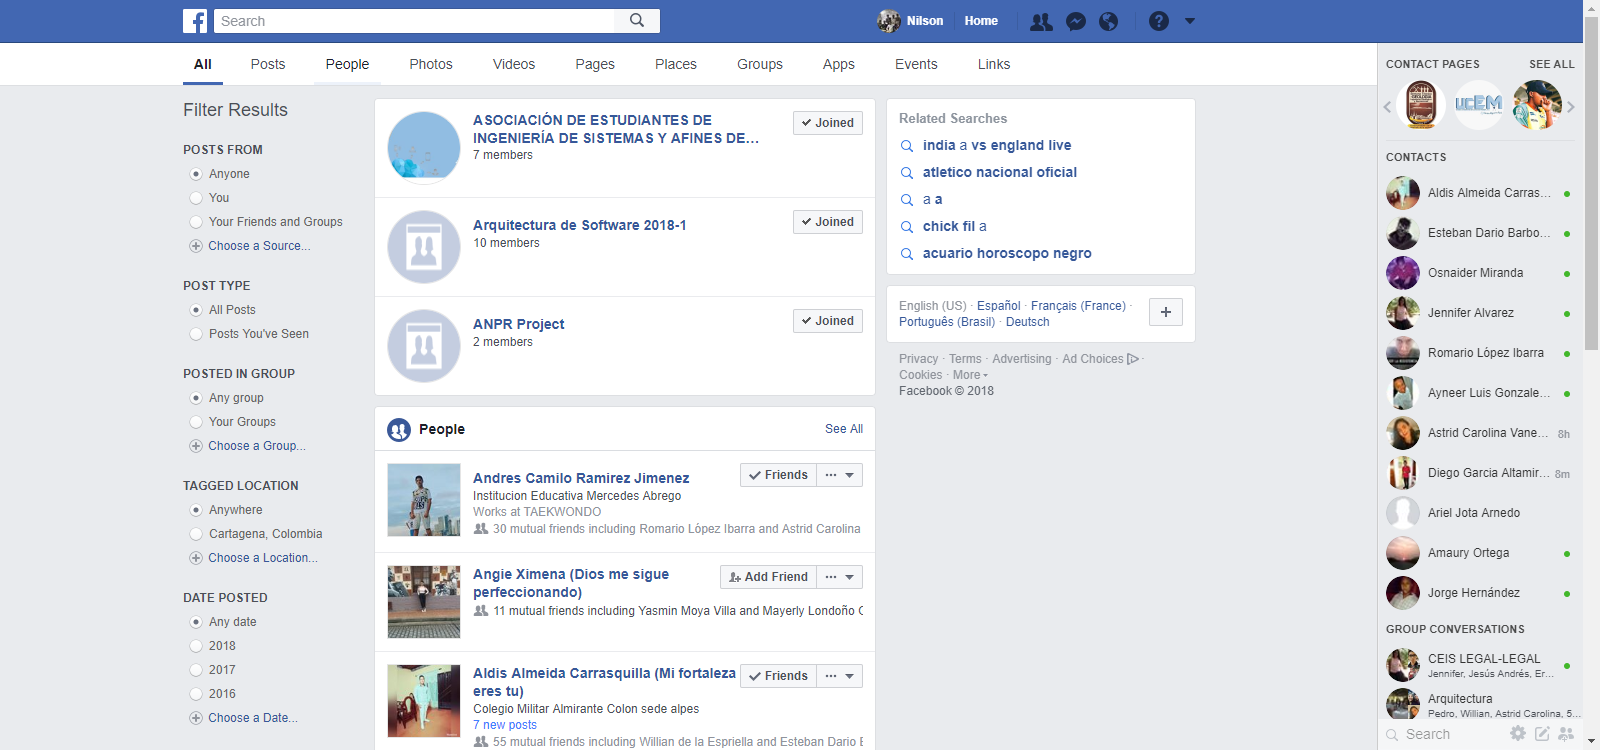 Search
Nilson
Home
All
Posts
People
Photos
Videos
Pages
Places
Groups
Apps
Events
Links
Filter Results
POSTS FROM
Anyone
You
Your Friends and Groups
Choose a Source...
POST TYPE
All Posts
Posts You've Seen
POSTED IN GROUP
Any group
Your Groups
Choose a Group...
TAGGED LOCATION
Anywhere
Cartagena, Colombia
Choose a Location...
DATE POSTED
Any date
2018
2017
2016
Choose a Date...
ASOCIACIÓN DE ESTUDIANTES DE
INGENIERÍA DE SISTEMAS Y AFINES DE...
7 members
Joined
Arquitectura de Software 2018-1
10 members
Joined
ANPR Project
2 members
Joined
People
See All
Andres Camilo Ramirez Jimenez
Institucion Educativa Mercedes Abrego
Works at TAEKWONDO
30 mutual friends including Romario López Ibarra and Astrid Carolina
Friends
Angie Ximena (Dios me sigue
perfeccionando)
11 mutual friends including Yasmin Moya Villa and Mayerly Londoño
Add Friend
Aldis Almeida Carrasquilla (Mi fortaleza
eres tu)
Colegio Militar Almirante Colon sede alpes
7 new posts
55 mutual friends including Willian de la Espriella and Esteban Dario
Friends
Related Searches
india a vs england live
atletico nacional oficial
a a
chick fil a
acuario horoscopo negro
English (US) · Español · Français (France) ·
Português (Brasil) · Deutsch
Privacy · Terms · Advertising · Ad Choices ·
Cookies · More
Facebook © 2018
CONTACT PAGES
SEE ALL
UCEM
CONTACTS
Aldis Almeida Carras...
Esteban Dario Barbo...
Osnaider Miranda
Jennifer Alvarez
Romario López Ibarra
Ayneer Luis Gonzale...
Astrid Carolina Vane... 8h
Diego Garcia Altamir... 8m
Ariel Jota Arnedo
Amaury Ortega
Jorge Hernández
GROUP CONVERSATIONS
CEIS LEGAL-LEGAL
Jennifer, Jesús Andrés, Er...
Arquitectura
Pedro, Willian, Astrid Carolina, 5...
Search